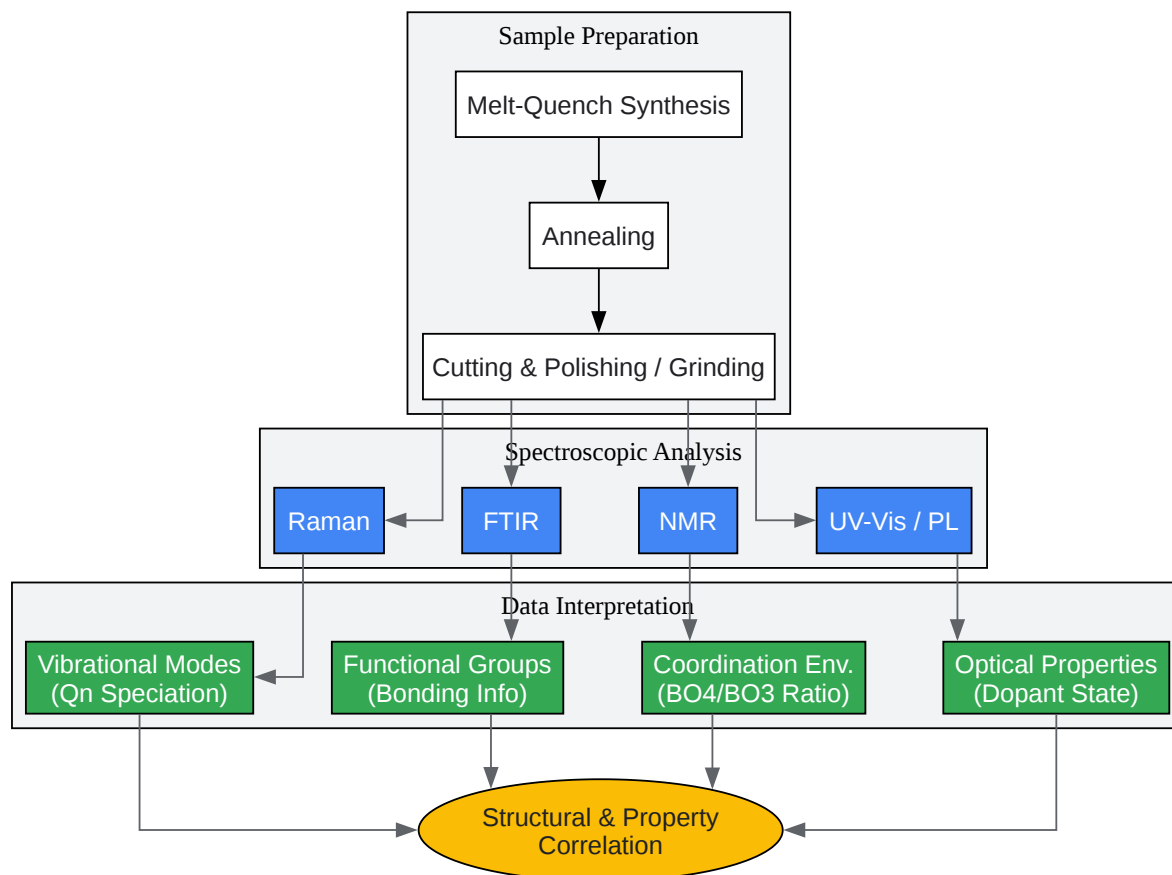 Sample Preparation
Melt-Quench Synthesis
Annealing
Cutting & Polishing / Grinding
Spectroscopic Analysis
Raman
FTIR
NMR
UV-Vis / PL
Data Interpretation
Vibrational Modes
(Qn Speciation)
Functional Groups
(Bonding Info)
Coordination Env.
(BO4/BO3 Ratio)
Optical Properties
(Dopant State)
Structural & Property
Correlation